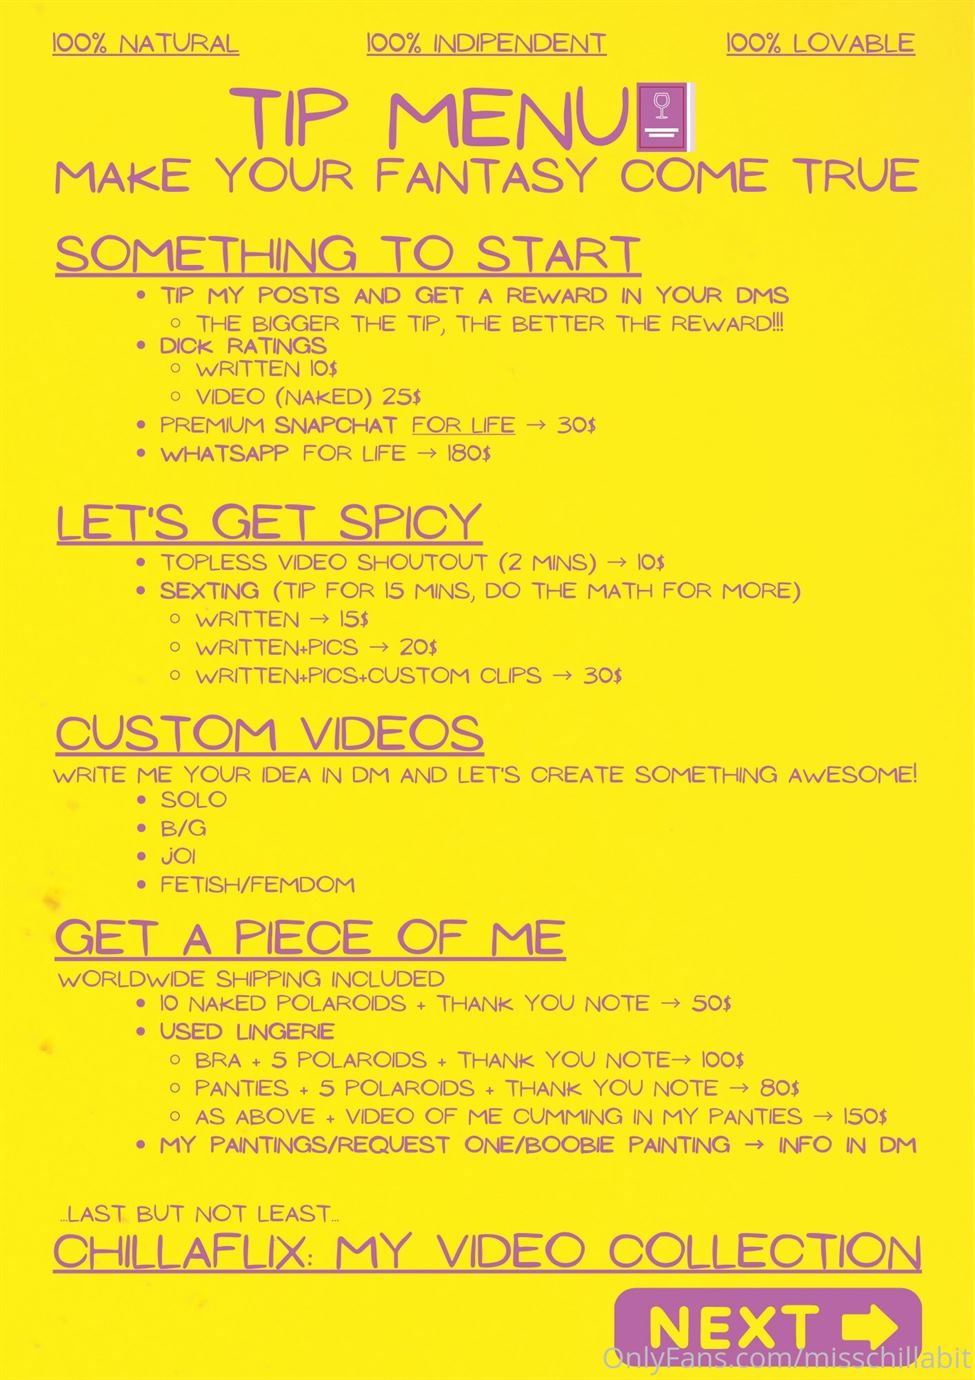 100% NATURAL
100% INDIPENDENT
100% LOVABLE
TIP MENU
MAKE YOUR FANTASY COME TRUE
SOMETHING TO START
• TIP MY POSTS AND GET A REWARD IN YOUR DMS
○ THE BIGGER THE TIP, THE BETTER THE REWARD!!!
• DICK RATINGS
○ WRITTEN 10$
○ VIDEO (NAKED) 25$
• PREMIUM SNAPCHAT FOR LIFE → 30$
• WHATSAPP FOR LIFE → 180$
LET'S GET SPICY
• TOPLESS VIDEO SHOUTOUT (2 MINS) → 10$
• SEXTING (TIP FOR 15 MINS, DO THE MATH FOR MORE)
○ WRITTEN → 15$
○ WRITTEN+PICS → 20$
○ WRITTEN+PICS+CUSTOM CLIPS → 30$
CUSTOM VIDEOS
WRITE ME YOUR IDEA IN DM AND LET'S CREATE SOMETHING AWESOME!
• SOLO
• B/G
• JOI
• FETISH/FEMDOM
GET A PIECE OF ME
WORLDWIDE SHIPPING INCLUDED
• 10 NAKED POLAROIDS + THANK YOU NOTE → 50$
• USED LINGERIE
○ BRA + 5 POLAROIDS + THANK YOU NOTE→ 100$
○ PANTIES + 5 POLAROIDS + THANK YOU NOTE → 80$
○ AS ABOVE + VIDEO OF ME CUMMING IN MY PANTIES → 150$
• MY PAINTINGS/REQUEST ONE/BOOBIE PAINTING → INFO IN DM
...LAST BUT NOT LEAST...
CHILLAFLIX: MY VIDEO COLLECTION
NEXT
OnlyFans.com/misschillabit